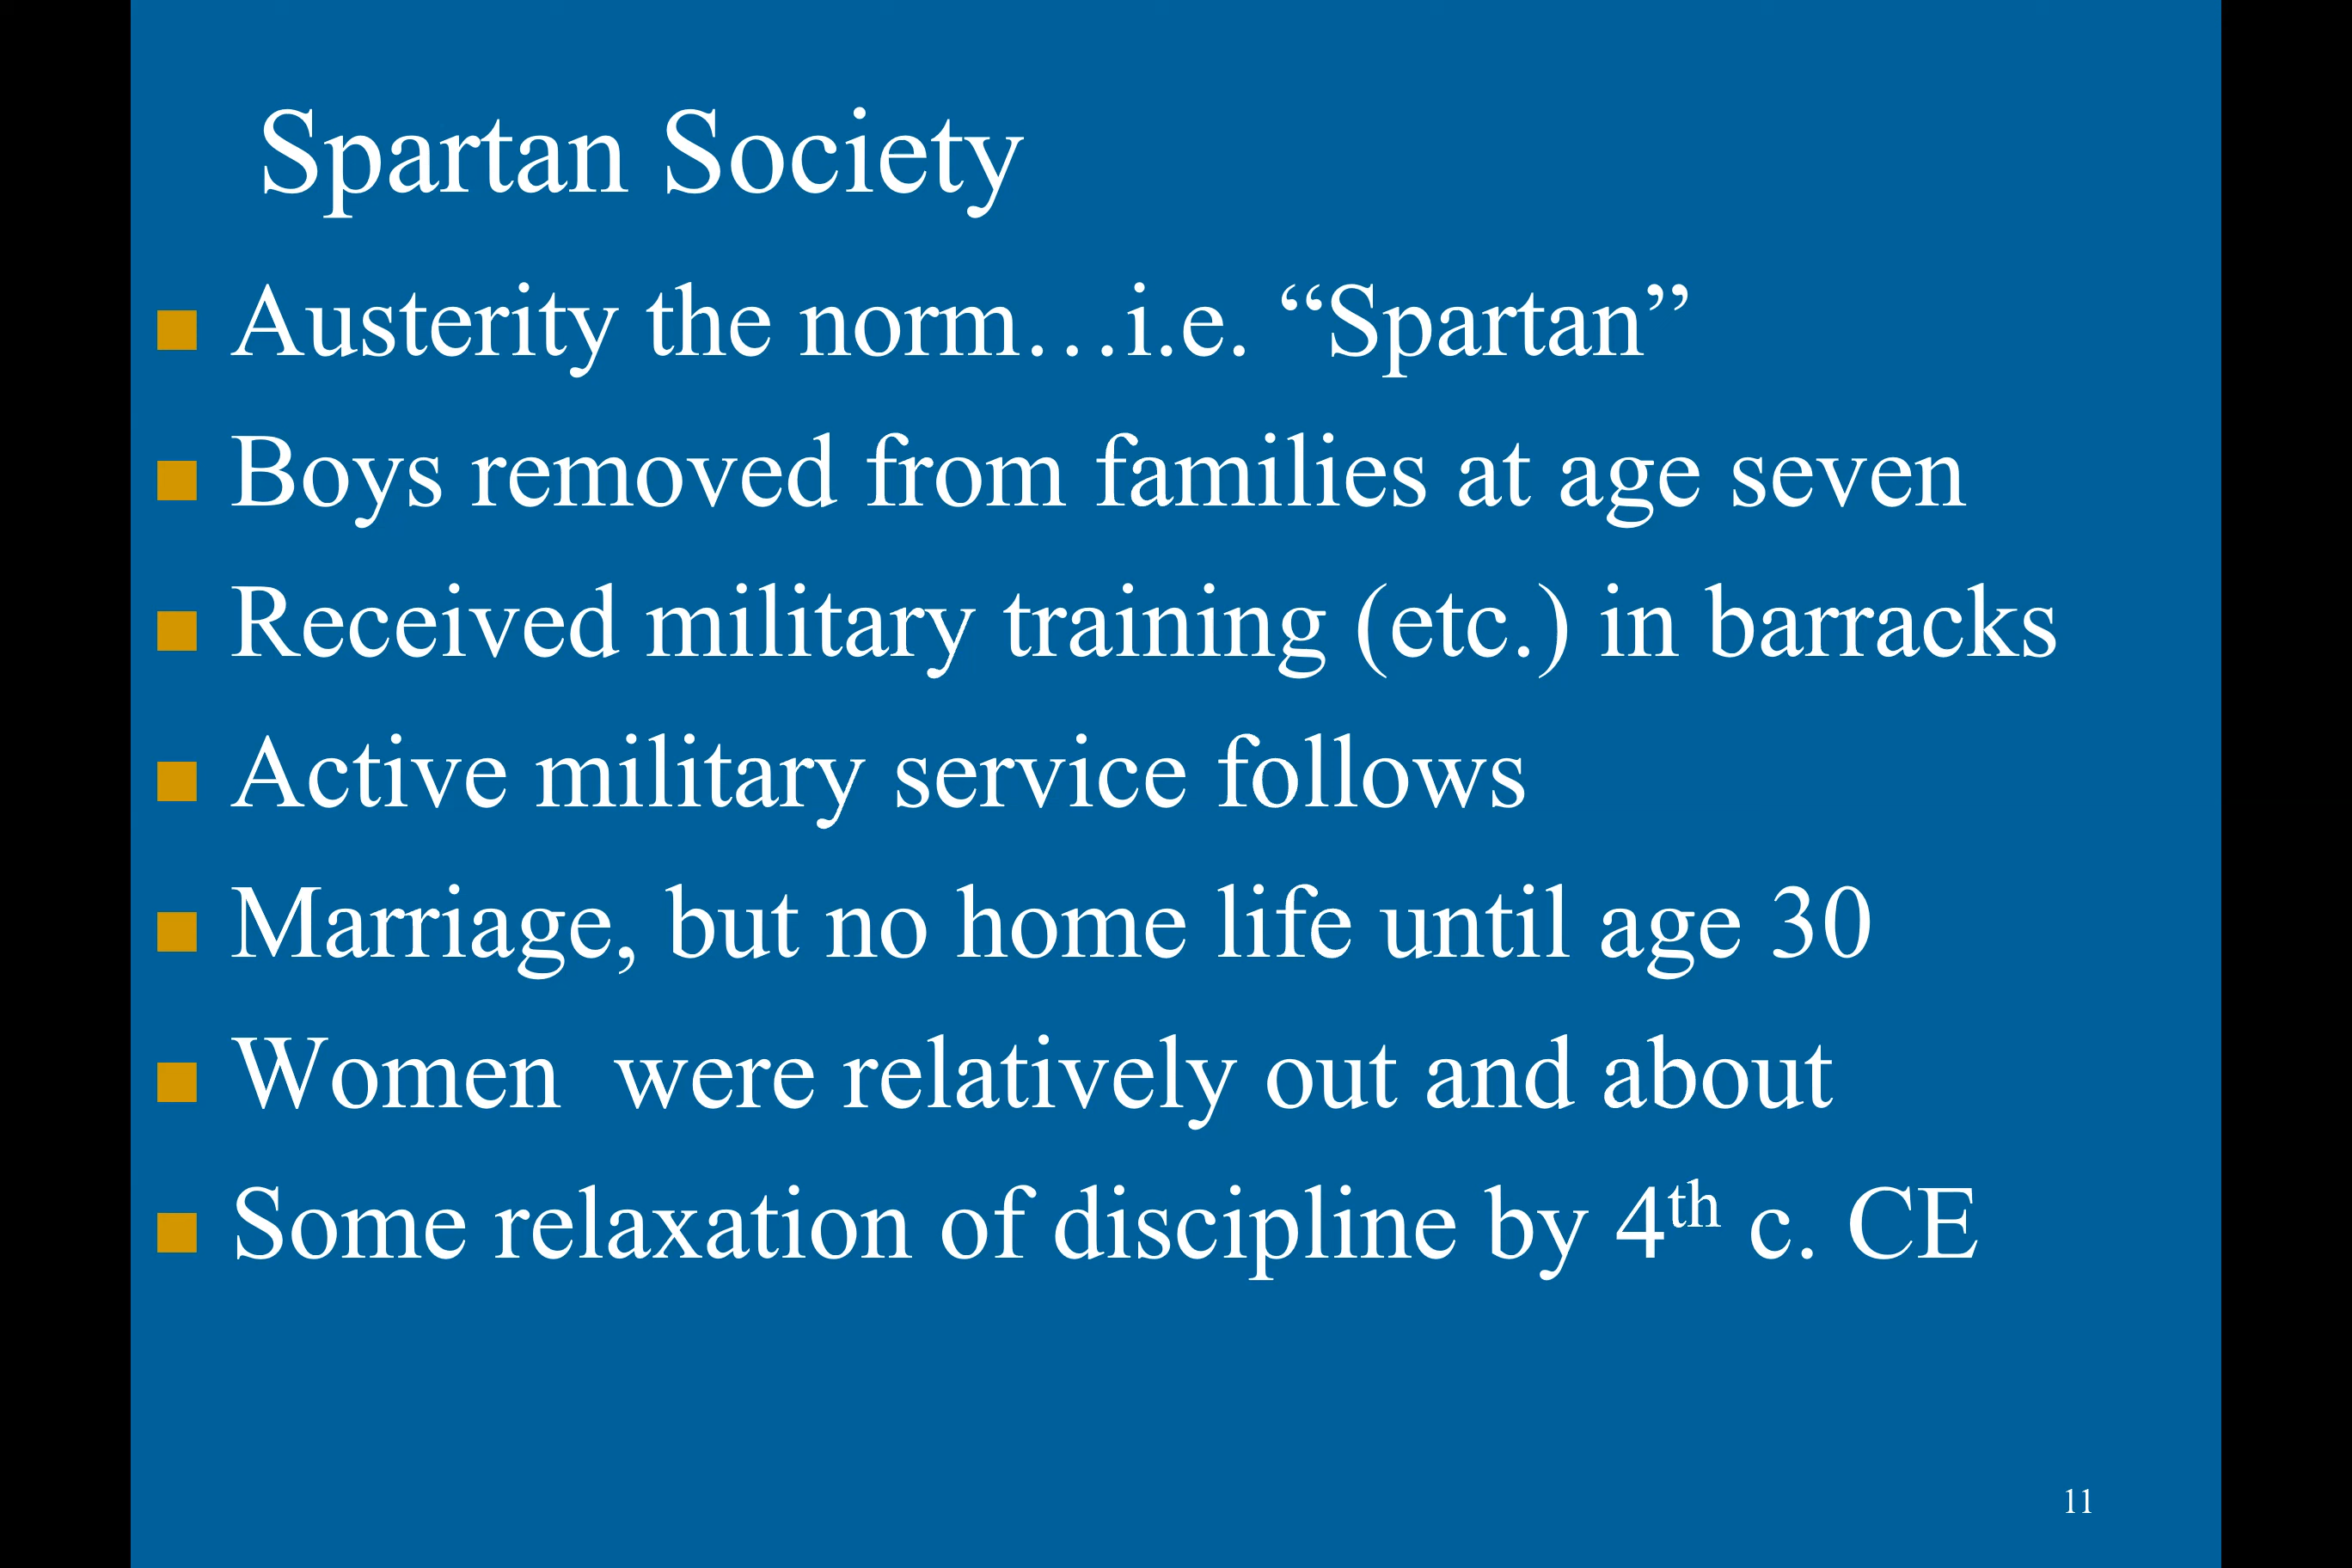 Spartan Society
Austerity the norm…i.e. “Spartan”
Boys removed from families at age seven
Received military training (etc.) in barracks
Active military service follows
Marriage, but no home life until age 30
Women  were relatively out and about
Some relaxation of discipline by 4th c. CE
11